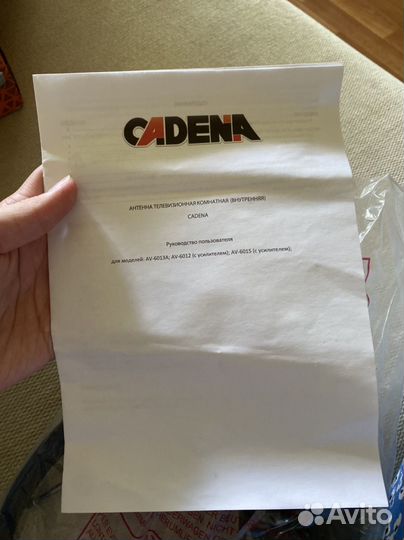 CADENA
АНТЕННА ТЕЛЕВИЗИОННАЯ КОМНАТНАЯ (ВНУТРЕННЯЯ)
CADENA
Руководство пользователя
для моделей: AV-6013A; AV-6012 (с усилителем); AV-6015 (с усилителем);
Avito